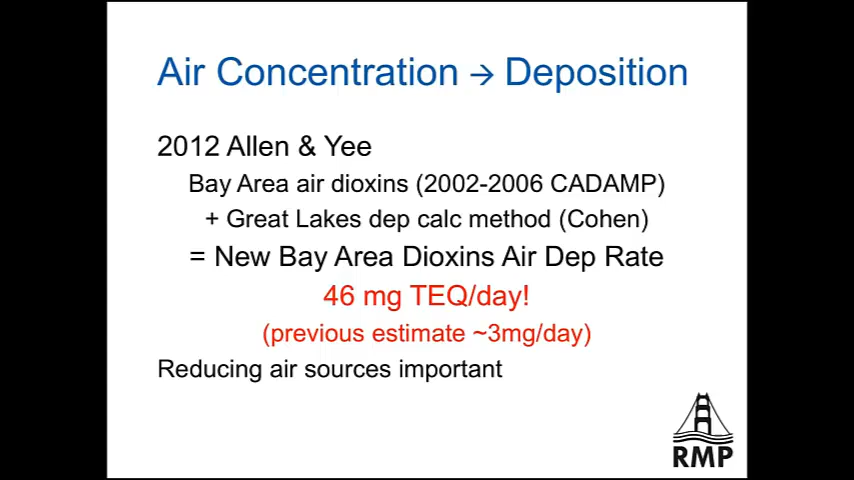 Air Concentration → Deposition
2012 Allen & Yee
Bay Area air dioxins (2002-2006 CADAMP)
+ Great Lakes dep calc method (Cohen)
= New Bay Area Dioxins Air Dep Rate
46 mg TEQ/day!
(previous estimate ~3mg/day)
Reducing air sources important
RMP